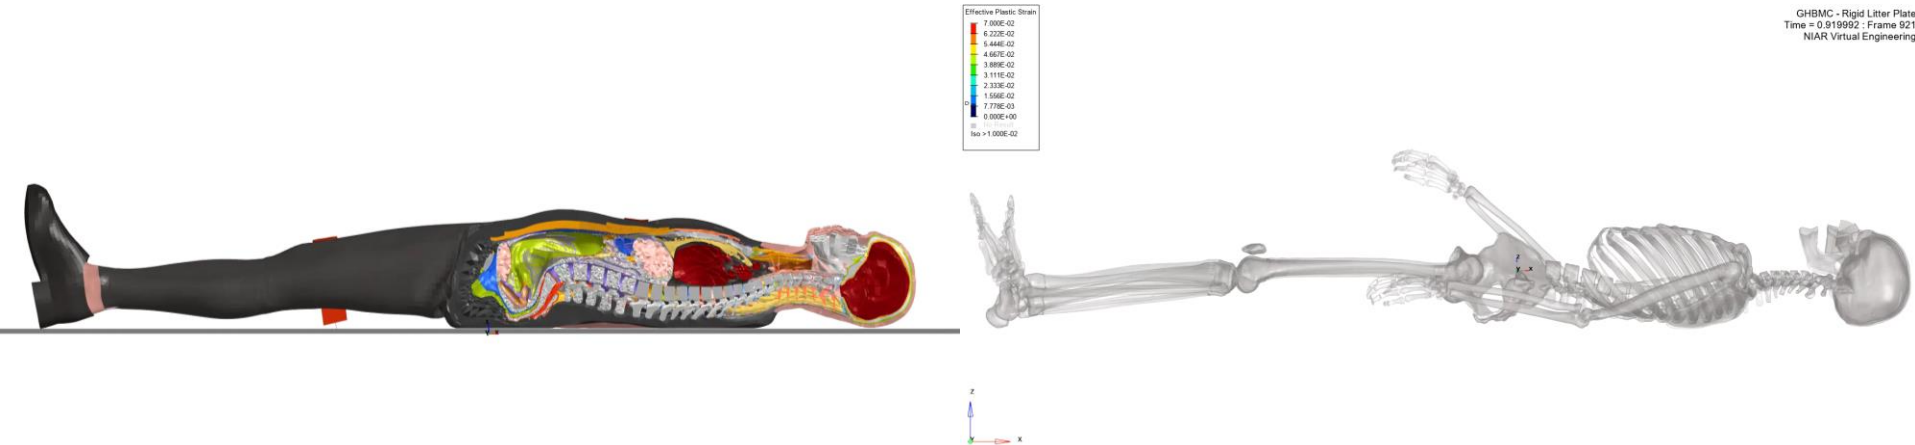 Effective Plastic Strain
7.000E-02
6.222E-02
5.444E-02
4.667E-02
3.889E-02
3.111E-02
2.333E-02
1.556E-02
7.778E-03
0.000E+00
No Result
Iso >1.000E-02
GHBMC - Rigid Litter Plate
Time = 0.919992 : Frame 921
NIAR Virtual Engineering
Z
Y
X